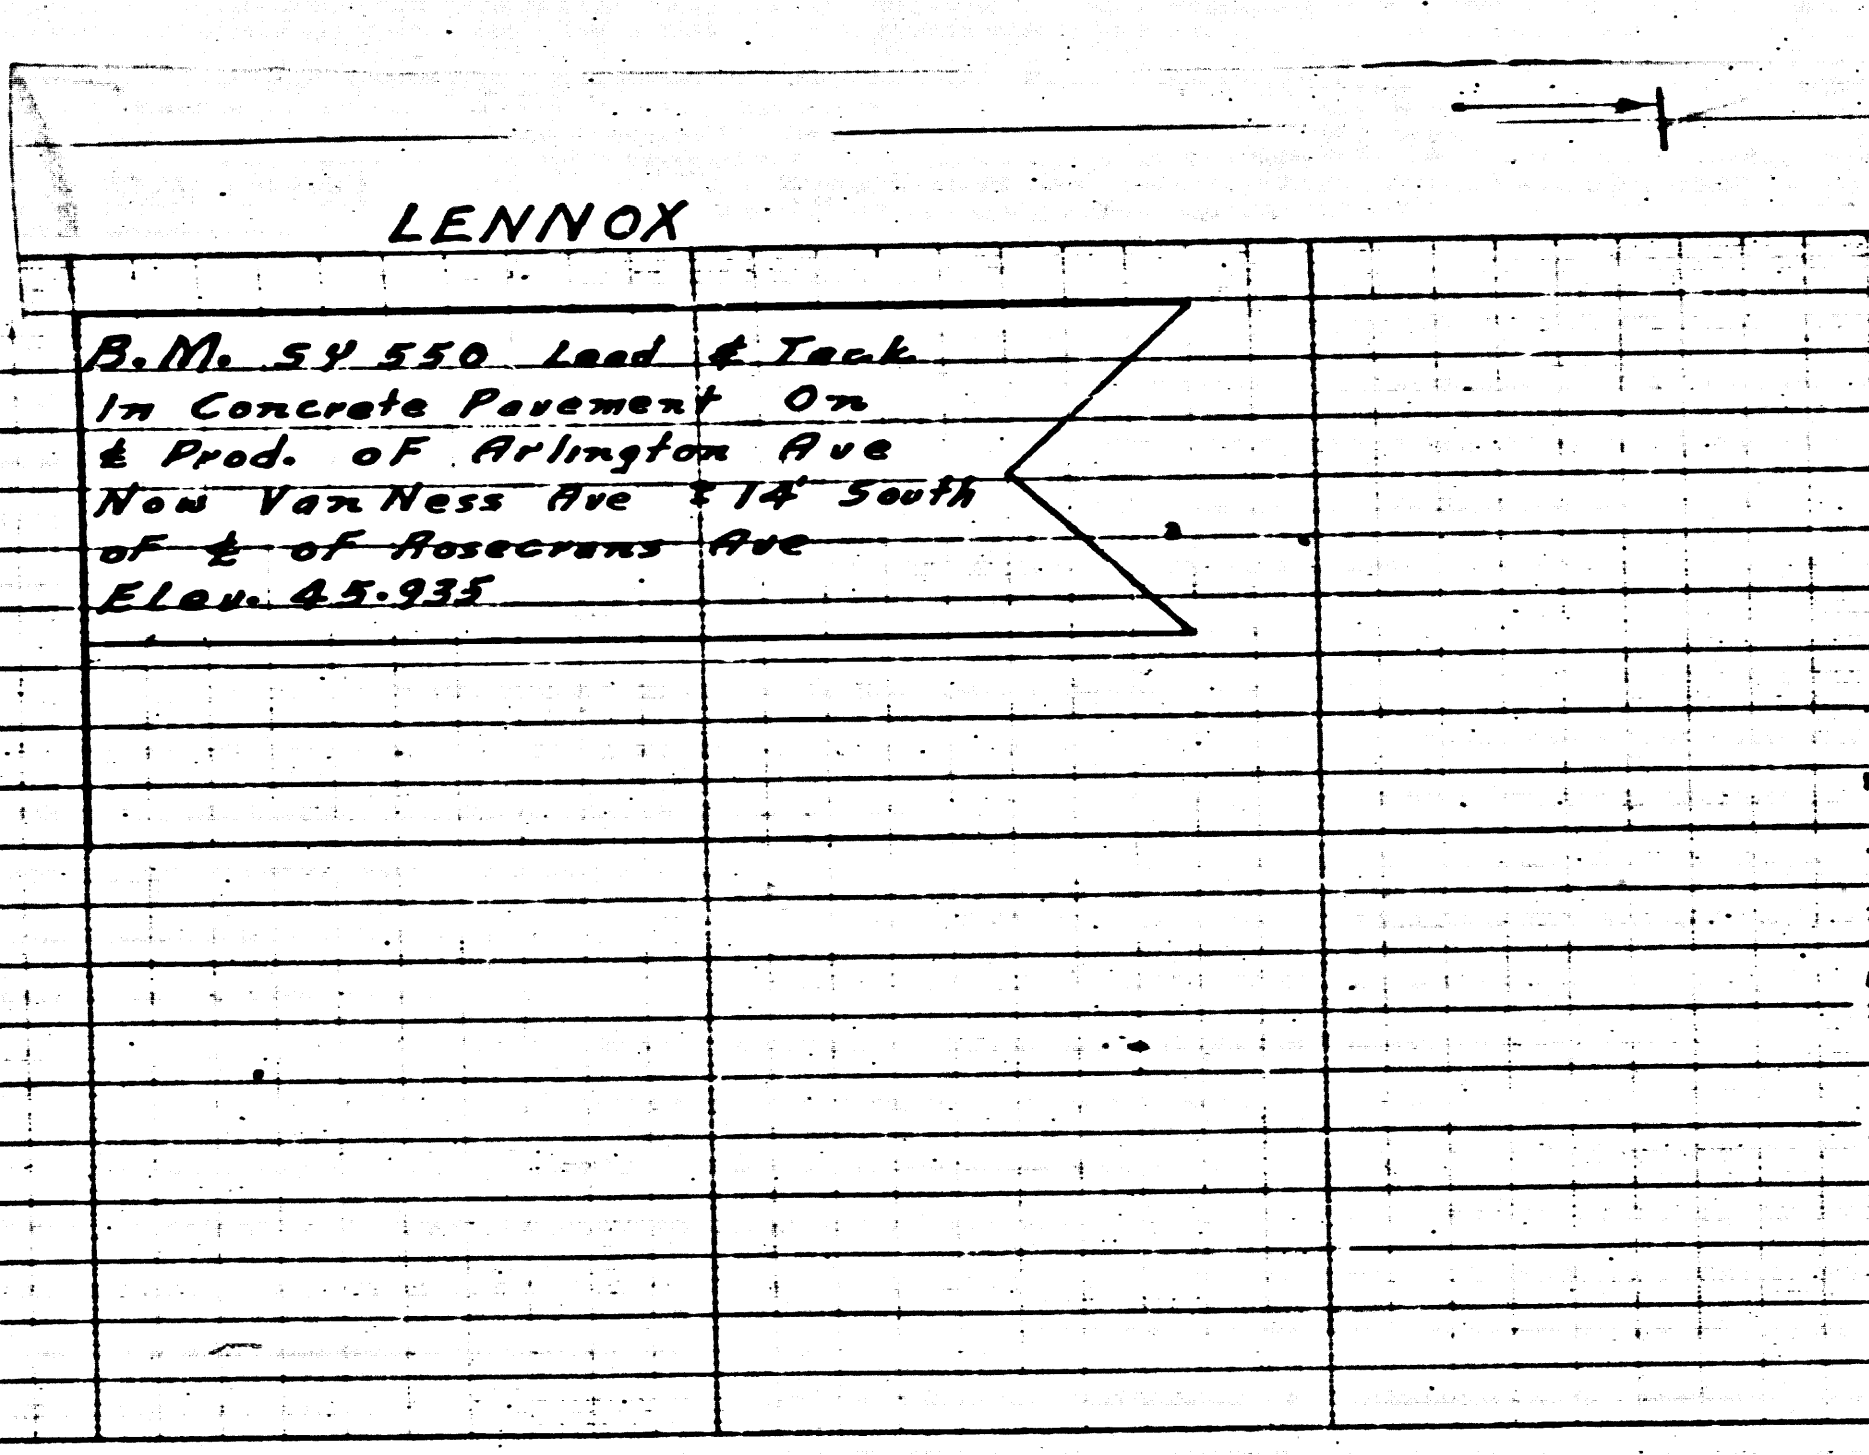 LENNOX
B.M. SY 550 Lead & Tack
In Concrete Pavement On
℄ Prod. of Arlington Ave
Now Van Ness Ave ± 14' South
of ℄ of Rosecrans Ave
Elev. 45.935